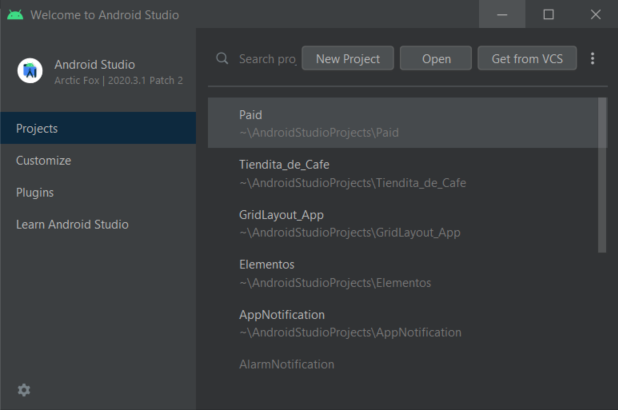 Welcome to Android Studio
Android Studio
Arctic Fox | 2020.3.1 Patch 2
Projects
Customize
Plugins
Learn Android Studio
Search proj
New Project
Open
Get from VCS
Paid
~\AndroidStudioProjects\Paid
Tiendita_de_Cafe
~\AndroidStudioProjects\Tiendita_de_Cafe
GridLayout_App
~\AndroidStudioProjects\GridLayout_App
Elementos
~\AndroidStudioProjects\Elementos
AppNotification
~\AndroidStudioProjects\AppNotification
AlarmNotification